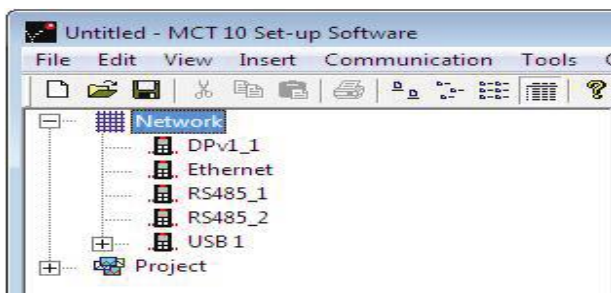 Untitled - MCT 10 Set-up Software
File Edit View Insert Communication Tools
Network
DPv1_1
Ethernet
RS485_1
RS485_2
USB 1
Project